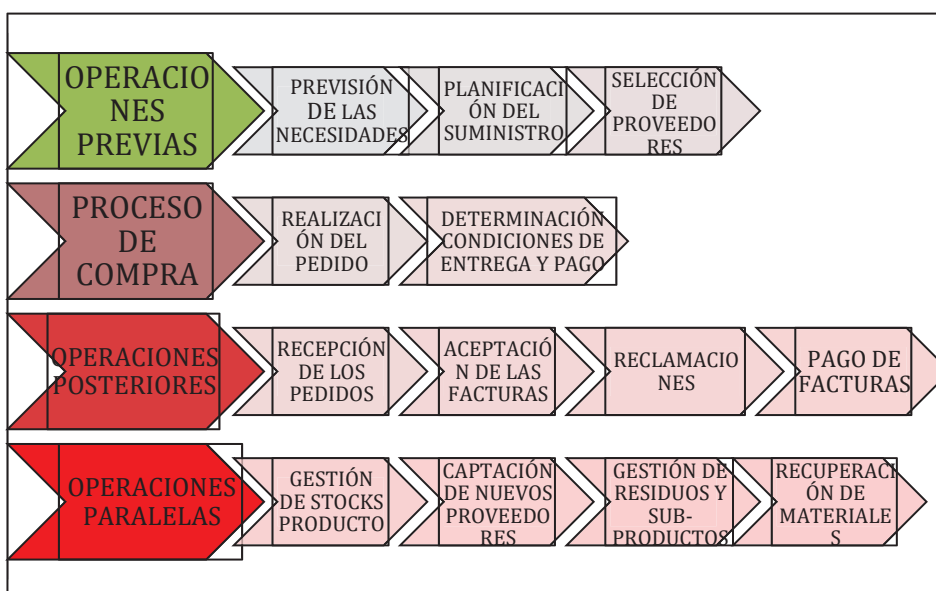 OPERACIO
NES
PREVIAS
PREVISIÓN
DE LAS
NECESIDADES
PLANIFICACI
ÓN DEL
SUMINISTRO
SELECCIÓN
DE
PROVEEDO
RES
PROCESO
DE
COMPRA
REALIZACI
ÓN DEL
PEDIDO
DETERMINACIÓN
CONDICIONES DE
ENTREGA Y PAGO
OPERACIONES
POSTERIORES
RECEPCIÓN
DE LOS
PEDIDOS
ACEPTACIÓ
N DE LAS
FACTURAS
RECLAMACIO
NES
PAGO DE
FACTURAS
OPERACIONES
PARALELAS
GESTIÓN
DE STOCKS
PRODUCTO
CAPTACIÓN
DE NUEVOS
PROVEEDO
RES
GESTIÓN DE
RESIDUOS Y
SUB-
PRODUCTOS
RECUPERACI
ÓN DE
MATERIALE
S